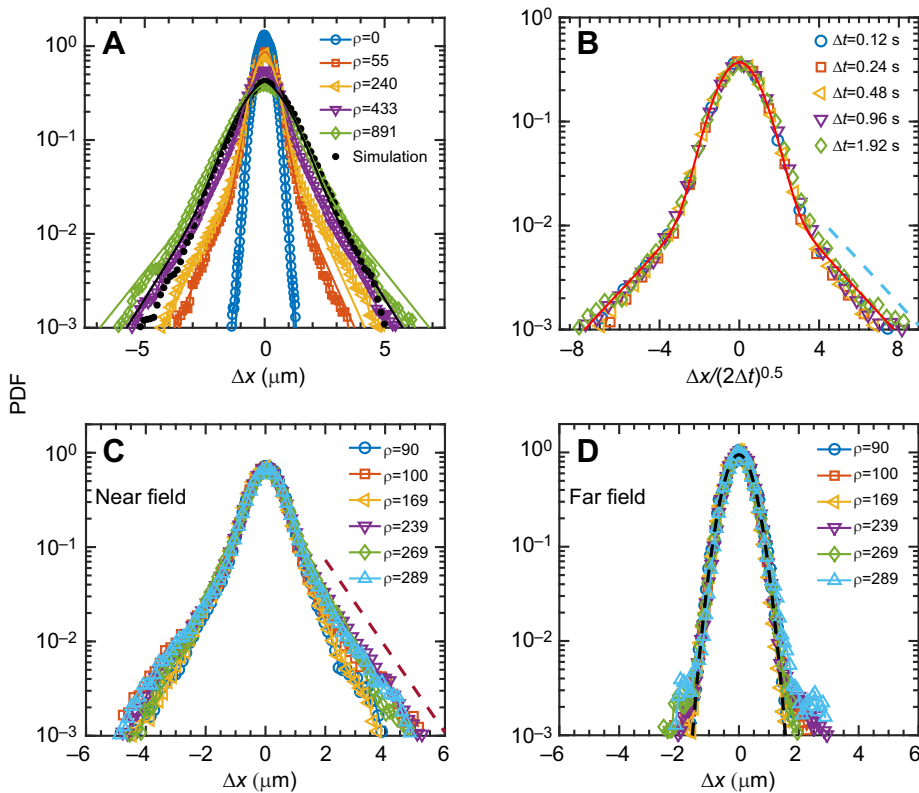 A
10⁰
10⁻¹
10⁻²
10⁻³
−5
0
5
Δx (μm)
ρ=0
ρ=55
ρ=240
ρ=433
ρ=891
Simulation
B
10⁰
10⁻¹
10⁻²
10⁻³
−8
−4
0
4
8
Δx/(2Δt)⁰·⁵
Δt=0.12 s
Δt=0.24 s
Δt=0.48 s
Δt=0.96 s
Δt=1.92 s
PDF
C
Near field
10⁰
10⁻¹
10⁻²
10⁻³
−6
−4
−2
0
2
4
6
Δx (μm)
ρ=90
ρ=100
ρ=169
ρ=239
ρ=269
ρ=289
D
Far field
10⁰
10⁻¹
10⁻²
10⁻³
−6
−4
−2
0
2
4
6
Δx (μm)
ρ=90
ρ=100
ρ=169
ρ=239
ρ=269
ρ=289